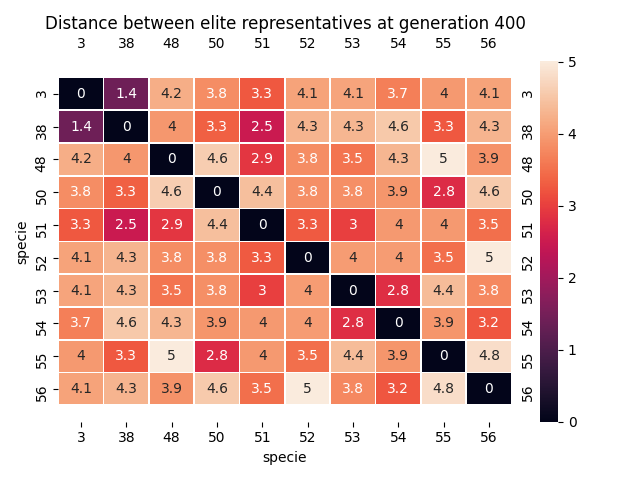 Distance between elite representatives at generation 400
3 38 48 50 51 52 53 54 55 56
3 0 1.4 4.2 3.8 3.3 4.1 4.1 3.7 4 4.1 3
38 1.4 0 4 3.3 2.5 4.3 4.3 4.6 3.3 4.3 38
48 4.2 4 0 4.6 2.9 3.8 3.5 4.3 5 3.9 48
50 3.8 3.3 4.6 0 4.4 3.8 3.8 3.9 2.8 4.6 50
51 3.3 2.5 2.9 4.4 0 3.3 3 4 4 3.5 51
52 4.1 4.3 3.8 3.8 3.3 0 4 4 3.5 5 52
53 4.1 4.3 3.5 3.8 3 4 0 2.8 4.4 3.8 53
54 3.7 4.6 4.3 3.9 4 4 2.8 0 3.9 3.2 54
55 4 3.3 5 2.8 4 3.5 4.4 3.9 0 4.8 55
56 4.1 4.3 3.9 4.6 3.5 5 3.8 3.2 4.8 0 56
3 38 48 50 51 52 53 54 55 56
specie
specie
5
4
3
2
1
0